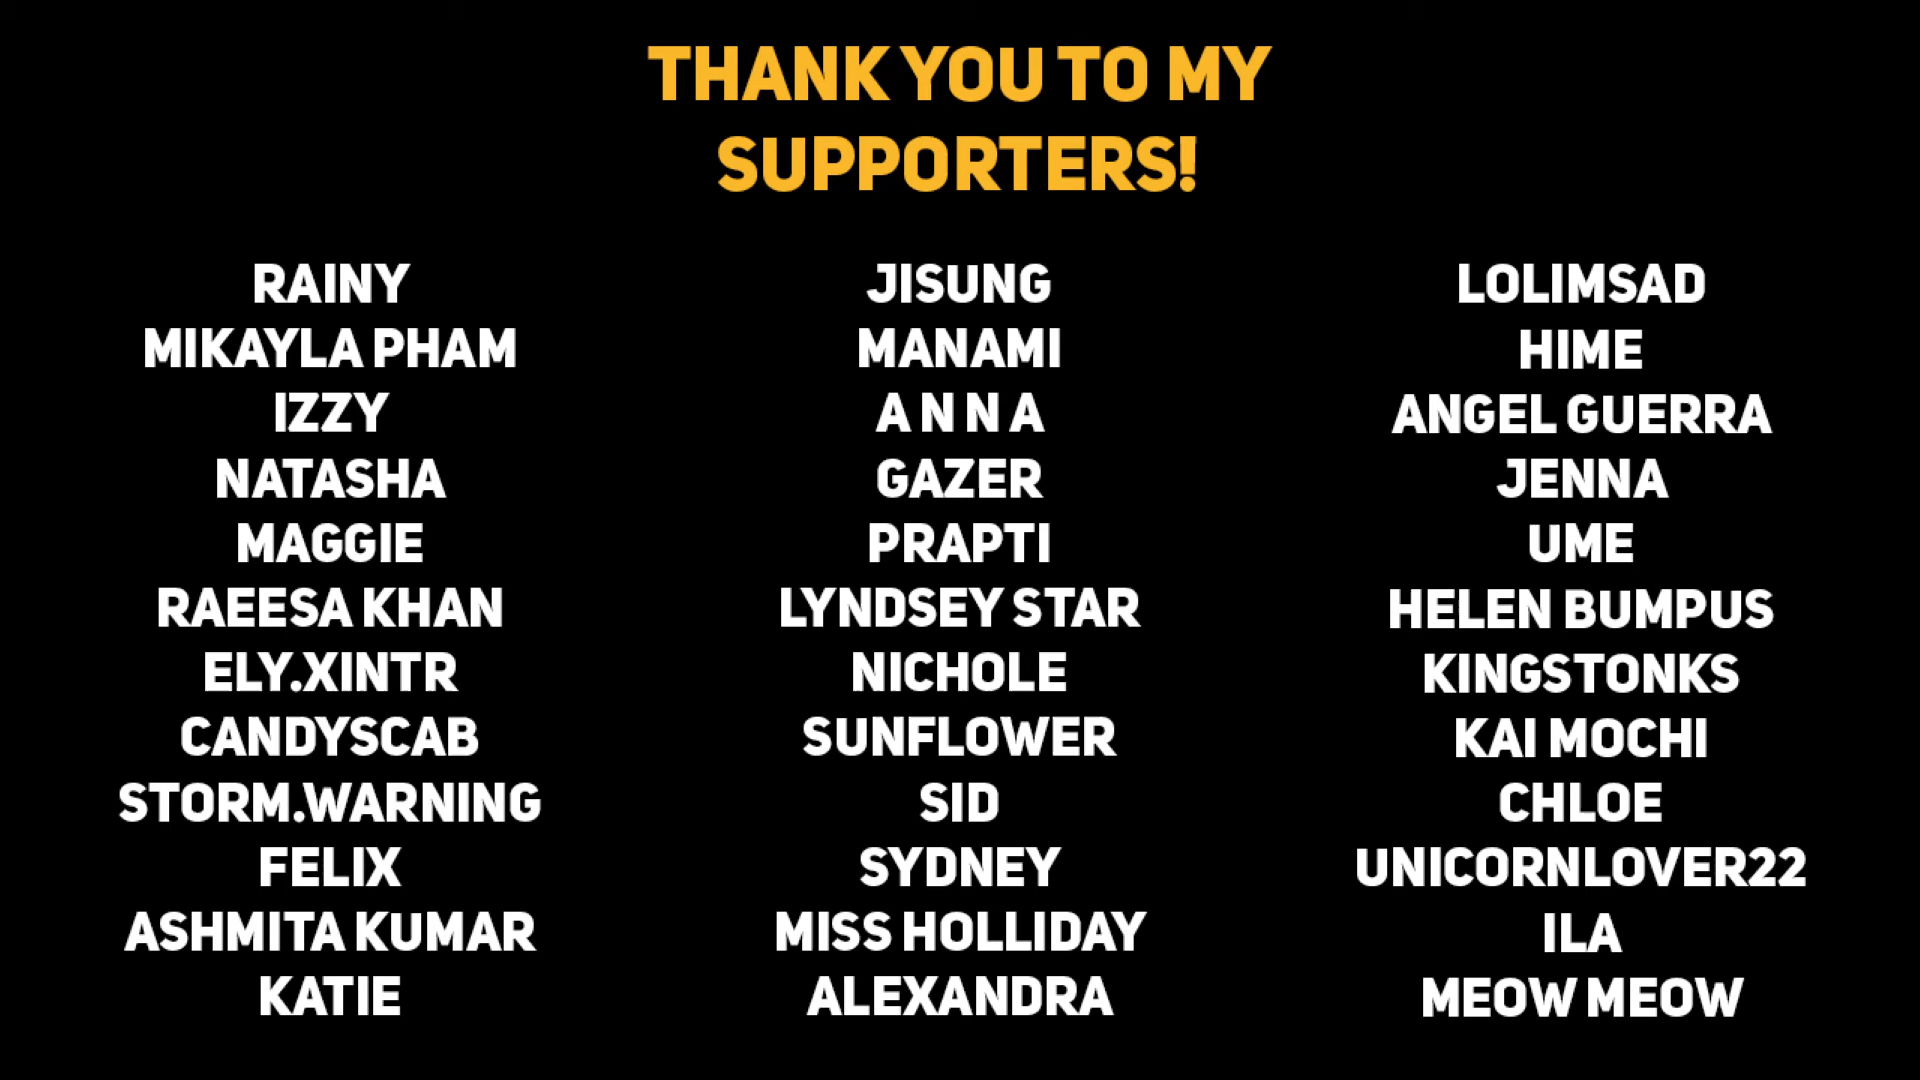 THANK YOU TO MY
SUPPORTERS!
RAINY
MIKAYLA PHAM
IZZY
NATASHA
MAGGIE
RAEESA KHAN
ELY.XINTR
CANDYSCAB
STORM.WARNING
FELIX
ASHMITA KUMAR
KATIE
JISUNG
MANAMI
A N N A
GAZER
PRAPTI
LYNDSEY STAR
NICHOLE
SUNFLOWER
SID
SYDNEY
MISS HOLLIDAY
ALEXANDRA
LOLIMSAD
HIME
ANGEL GUERRA
JENNA
UME
HELEN BUMPUS
KINGSTONKS
KAI MOCHI
CHLOE
UNICORNLOVER22
ILA
MEOW MEOW